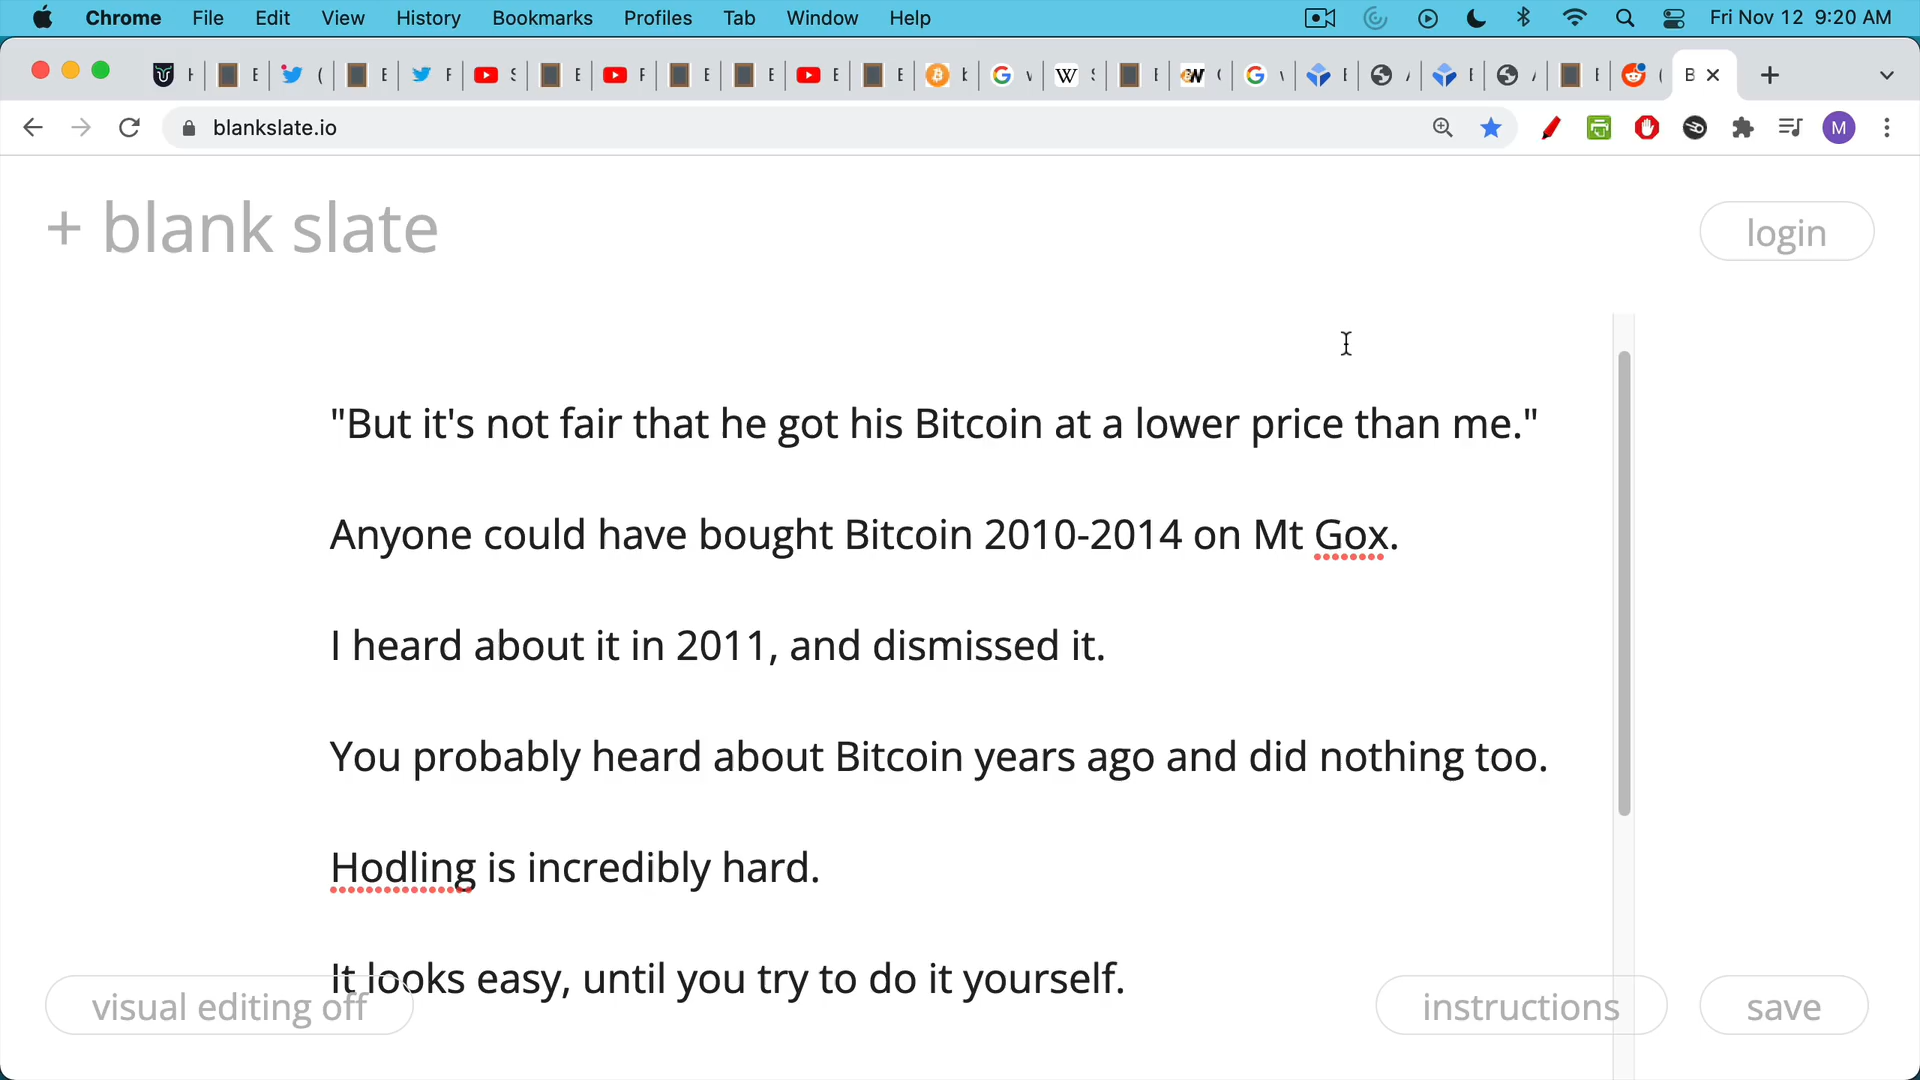 Chrome File Edit View History Bookmarks Profiles Tab Window Help Fri Nov 12 9:20 AM
blankslate.io M
+ blank slate
login
"But it's not fair that he got his Bitcoin at a lower price than me."
Anyone could have bought Bitcoin 2010-2014 on Mt Gox.
I heard about it in 2011, and dismissed it.
You probably heard about Bitcoin years ago and did nothing too.
Hodling is incredibly hard.
It looks easy, until you try to do it yourself.
visual editing off
instructions
save